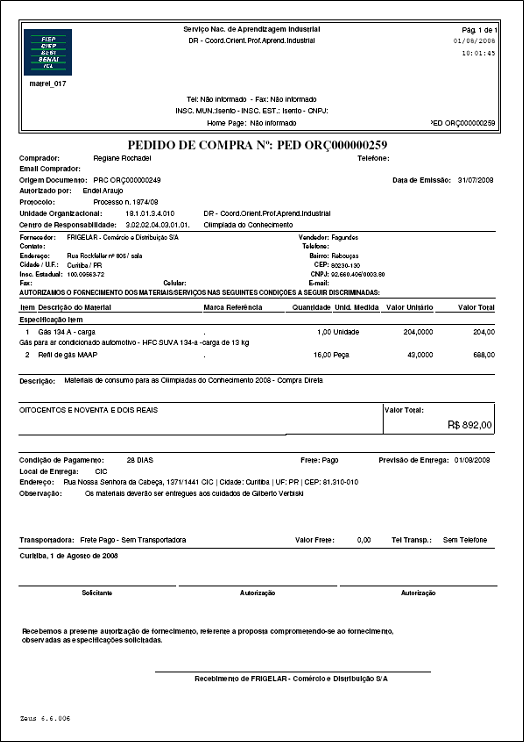 Serviço Nac. de Aprendizagem Industrial
Pág. 1 de 1
FIEP
CIEP
SESI
SENAI
IEL
DR - Coord.Orient.Prof.Aprend.Industrial
01/08/2008
10:01:45
matrel_017
Tel: Não informado - Fax: Não informado
INSC. MUN.:Isento - INSC. EST.: Isento - CNPJ:
Home Page: Não informado
PED ORÇ000000259
PEDIDO DE COMPRA Nº: PED ORÇ000000259
Comprador: Regiane Rochadel Telefone:
Email Comprador:
Origem Documento: PRC ORÇ000000249 Data de Emissão: 31/07/2008
Autorizado por: Endel Araujo
Protocolo: Processo n. 1874/08
Unidade Organizacional: 18.1.01.3.4.010 DR - Coord.Orient.Prof.Aprend.Industrial
Centro de Responsabilidade: 3.02.02.04.03.01.01. Olimpíada do Conhecimento
Fornecedor: FRIGELAR - Comércio e Distribuição S/A Vendedor: Fagundes
Contato: Telefone:
Endereço: Rua Rockfeller nº 805 / sala Bairro: Rebouças
Cidade / U.F.: Curitiba / PR CEP: 80230-130
Insc. Estadual: 100.00563-72 CNPJ: 92.660.406/0003-80
Fax: Celular: E-mail:
AUTORIZAMOS O FORNECIMENTO DOS MATERIAIS/SERVIÇOS NAS SEGUINTES CONDIÇÕES A SEGUIR DISCRIMINADAS:
Item Descrição do Material Marca Referência Quantidade Unid. Medida Valor Unitário Valor Total
Especificação Item
1 Gás 134 A - carga . 1,00 Unidade 204,0000 204,00
Gás para ar condicionado automotivo - HFC SUVA 134-a -carga de 13 kg
2 Refil de gás MAAP . 16,00 Peça 43,0000 688,00
Descrição: Materiais de consumo para as Olimpíadas do Conhecimento 2008 - Compra Direta
OITOCENTOS E NOVENTA E DOIS REAIS Valor Total:
R$ 892,00
Condição de Pagamento: 28 DIAS Frete: Pago Previsão de Entrega: 01/08/2008
Local de Entrega: CIC
Endereço: Rua Nossa Senhora da Cabeça, 1371/1441 CIC | Cidade: Curitiba | UF: PR | CEP: 81.310-010
Observação: Os materiais deverão ser entregues aos cuidados de Gilberto Verbiski
Transportadora: Frete Pago - Sem Transportadora Valor Frete: 0,00 Tel Transp.: Sem Telefone
Curitiba, 1 de Agosto de 2008
Solicitante Autorização Autorização
Recebemos a presente autorização de fornecimento, referente a proposta comprometendo-se ao fornecimento,
observadas as especificações solicitadas.
Recebimento de FRIGELAR - Comércio e Distribuição S/A
Zeus 6.6.006